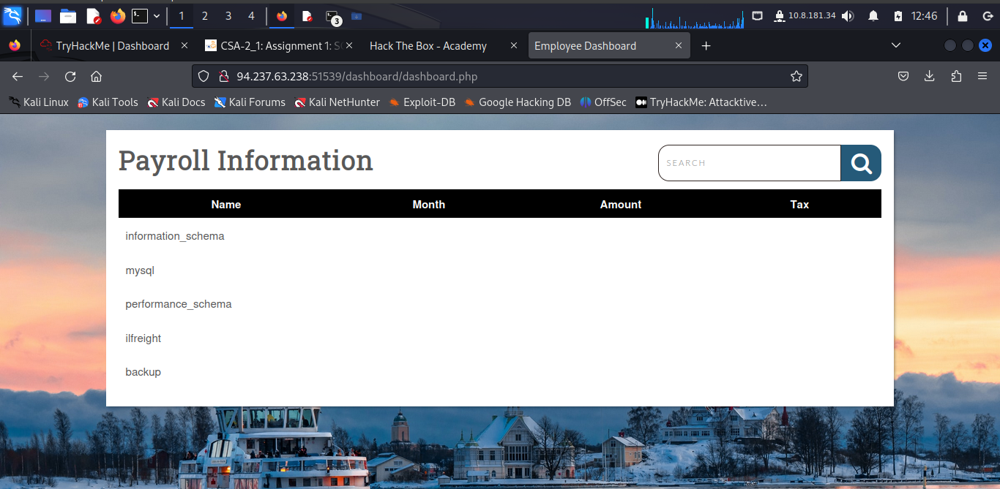 1 2 3 4 3 10.8.181.34 12:46
TryHackMe | Dashboard CSA-2_1: Assignment 1: S Hack The Box - Academy Employee Dashboard
94.237.63.238:51539/dashboard/dashboard.php
Kali Linux Kali Tools Kali Docs Kali Forums Kali NetHunter Exploit-DB Google Hacking DB OffSec TryHackMe: Attacktive…
Payroll Information
SEARCH
Name Month Amount Tax
information_schema
mysql
performance_schema
ilfreight
backup